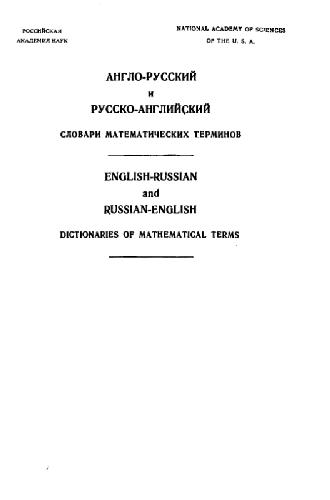 РОССИЙСКАЯ
АКАДЕМИЯ НАУК
NATIONAL ACADEMY OF SCIENCES
OF THE U. S. A.
АНГЛО-РУССКИЙ
и
РУССКО-АНГЛИЙСКИЙ
СЛОВАРИ МАТЕМАТИЧЕСКИХ ТЕРМИНОВ
ENGLISH-RUSSIAN
and
RUSSIAN-ENGLISH
DICTIONARIES OF MATHEMATICAL TERMS